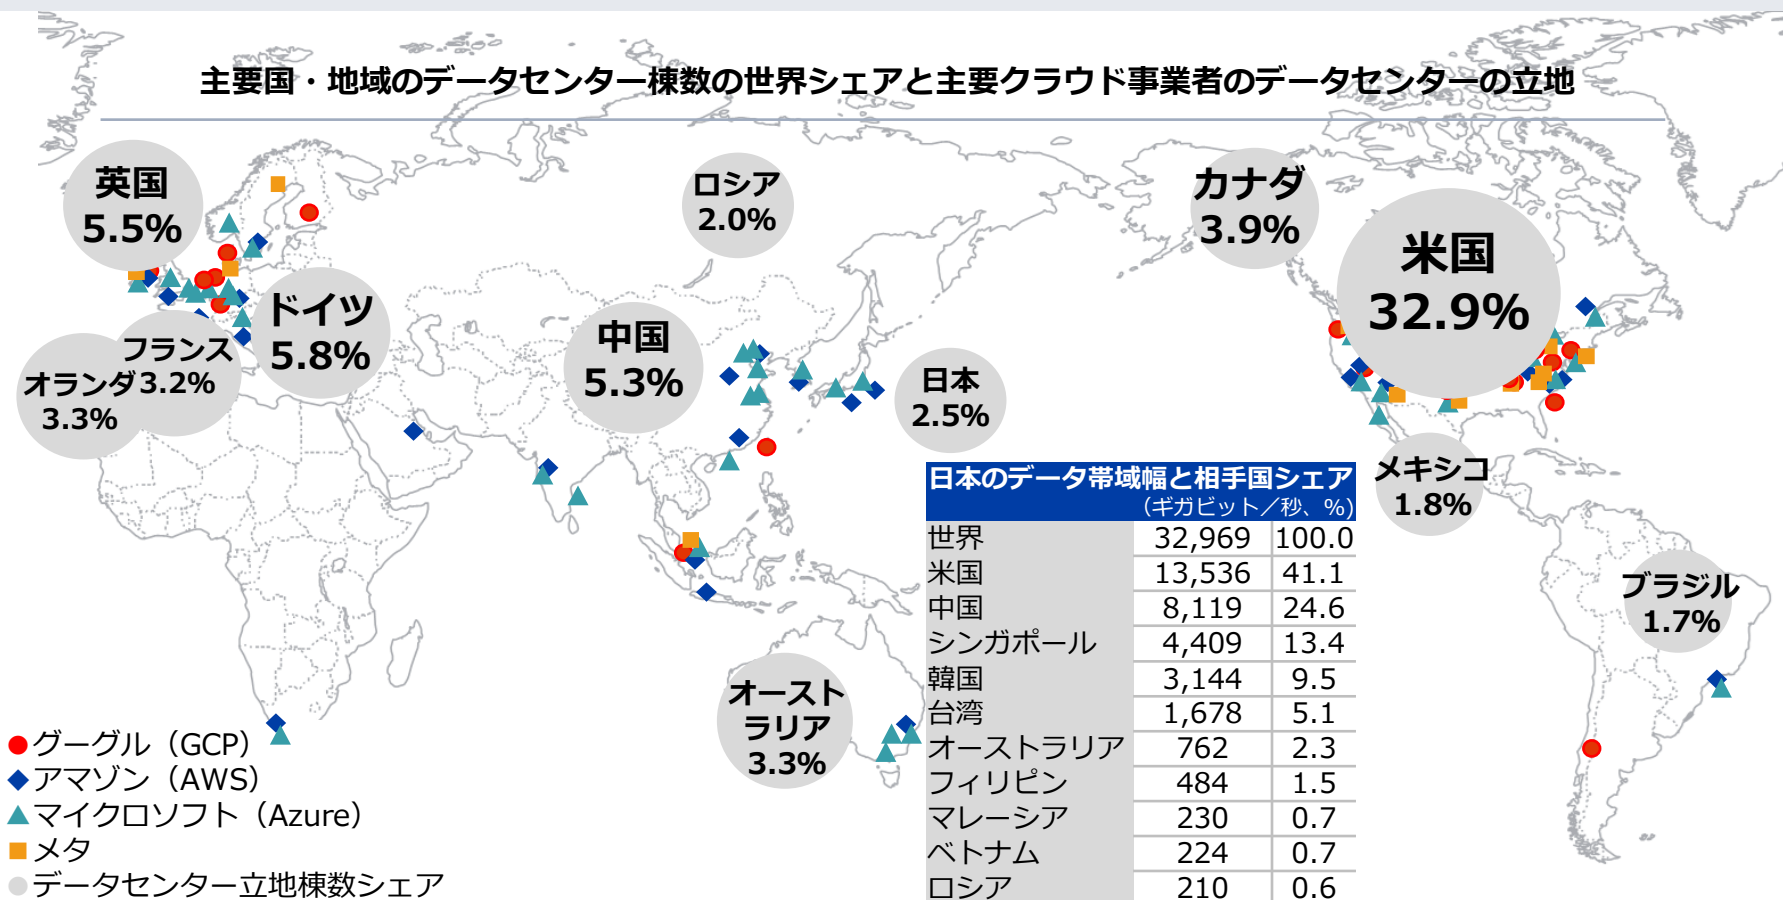 主要国・地域のデータセンター棟数の世界シェアと主要クラウド事業者のデータセンターの立地
英国
5.5%
ロシア
2.0%
カナダ
3.9%
米国
32.9%
ドイツ
5.8%
フランス
3.2%
オランダ
3.3%
中国
5.3%
日本
2.5%
メキシコ
1.8%
ブラジル
1.7%
オースト
ラリア
3.3%
日本のデータ帯域幅と相手国シェア
(ギガビット／秒、%)
世界 32,969 100.0
米国 13,536 41.1
中国 8,119 24.6
シンガポール 4,409 13.4
韓国 3,144 9.5
台湾 1,678 5.1
オーストラリア 762 2.3
フィリピン 484 1.5
マレーシア 230 0.7
ベトナム 224 0.7
ロシア 210 0.6
グーグル（GCP）
アマゾン（AWS）
マイクロソフト（Azure）
メタ
データセンター立地棟数シェア